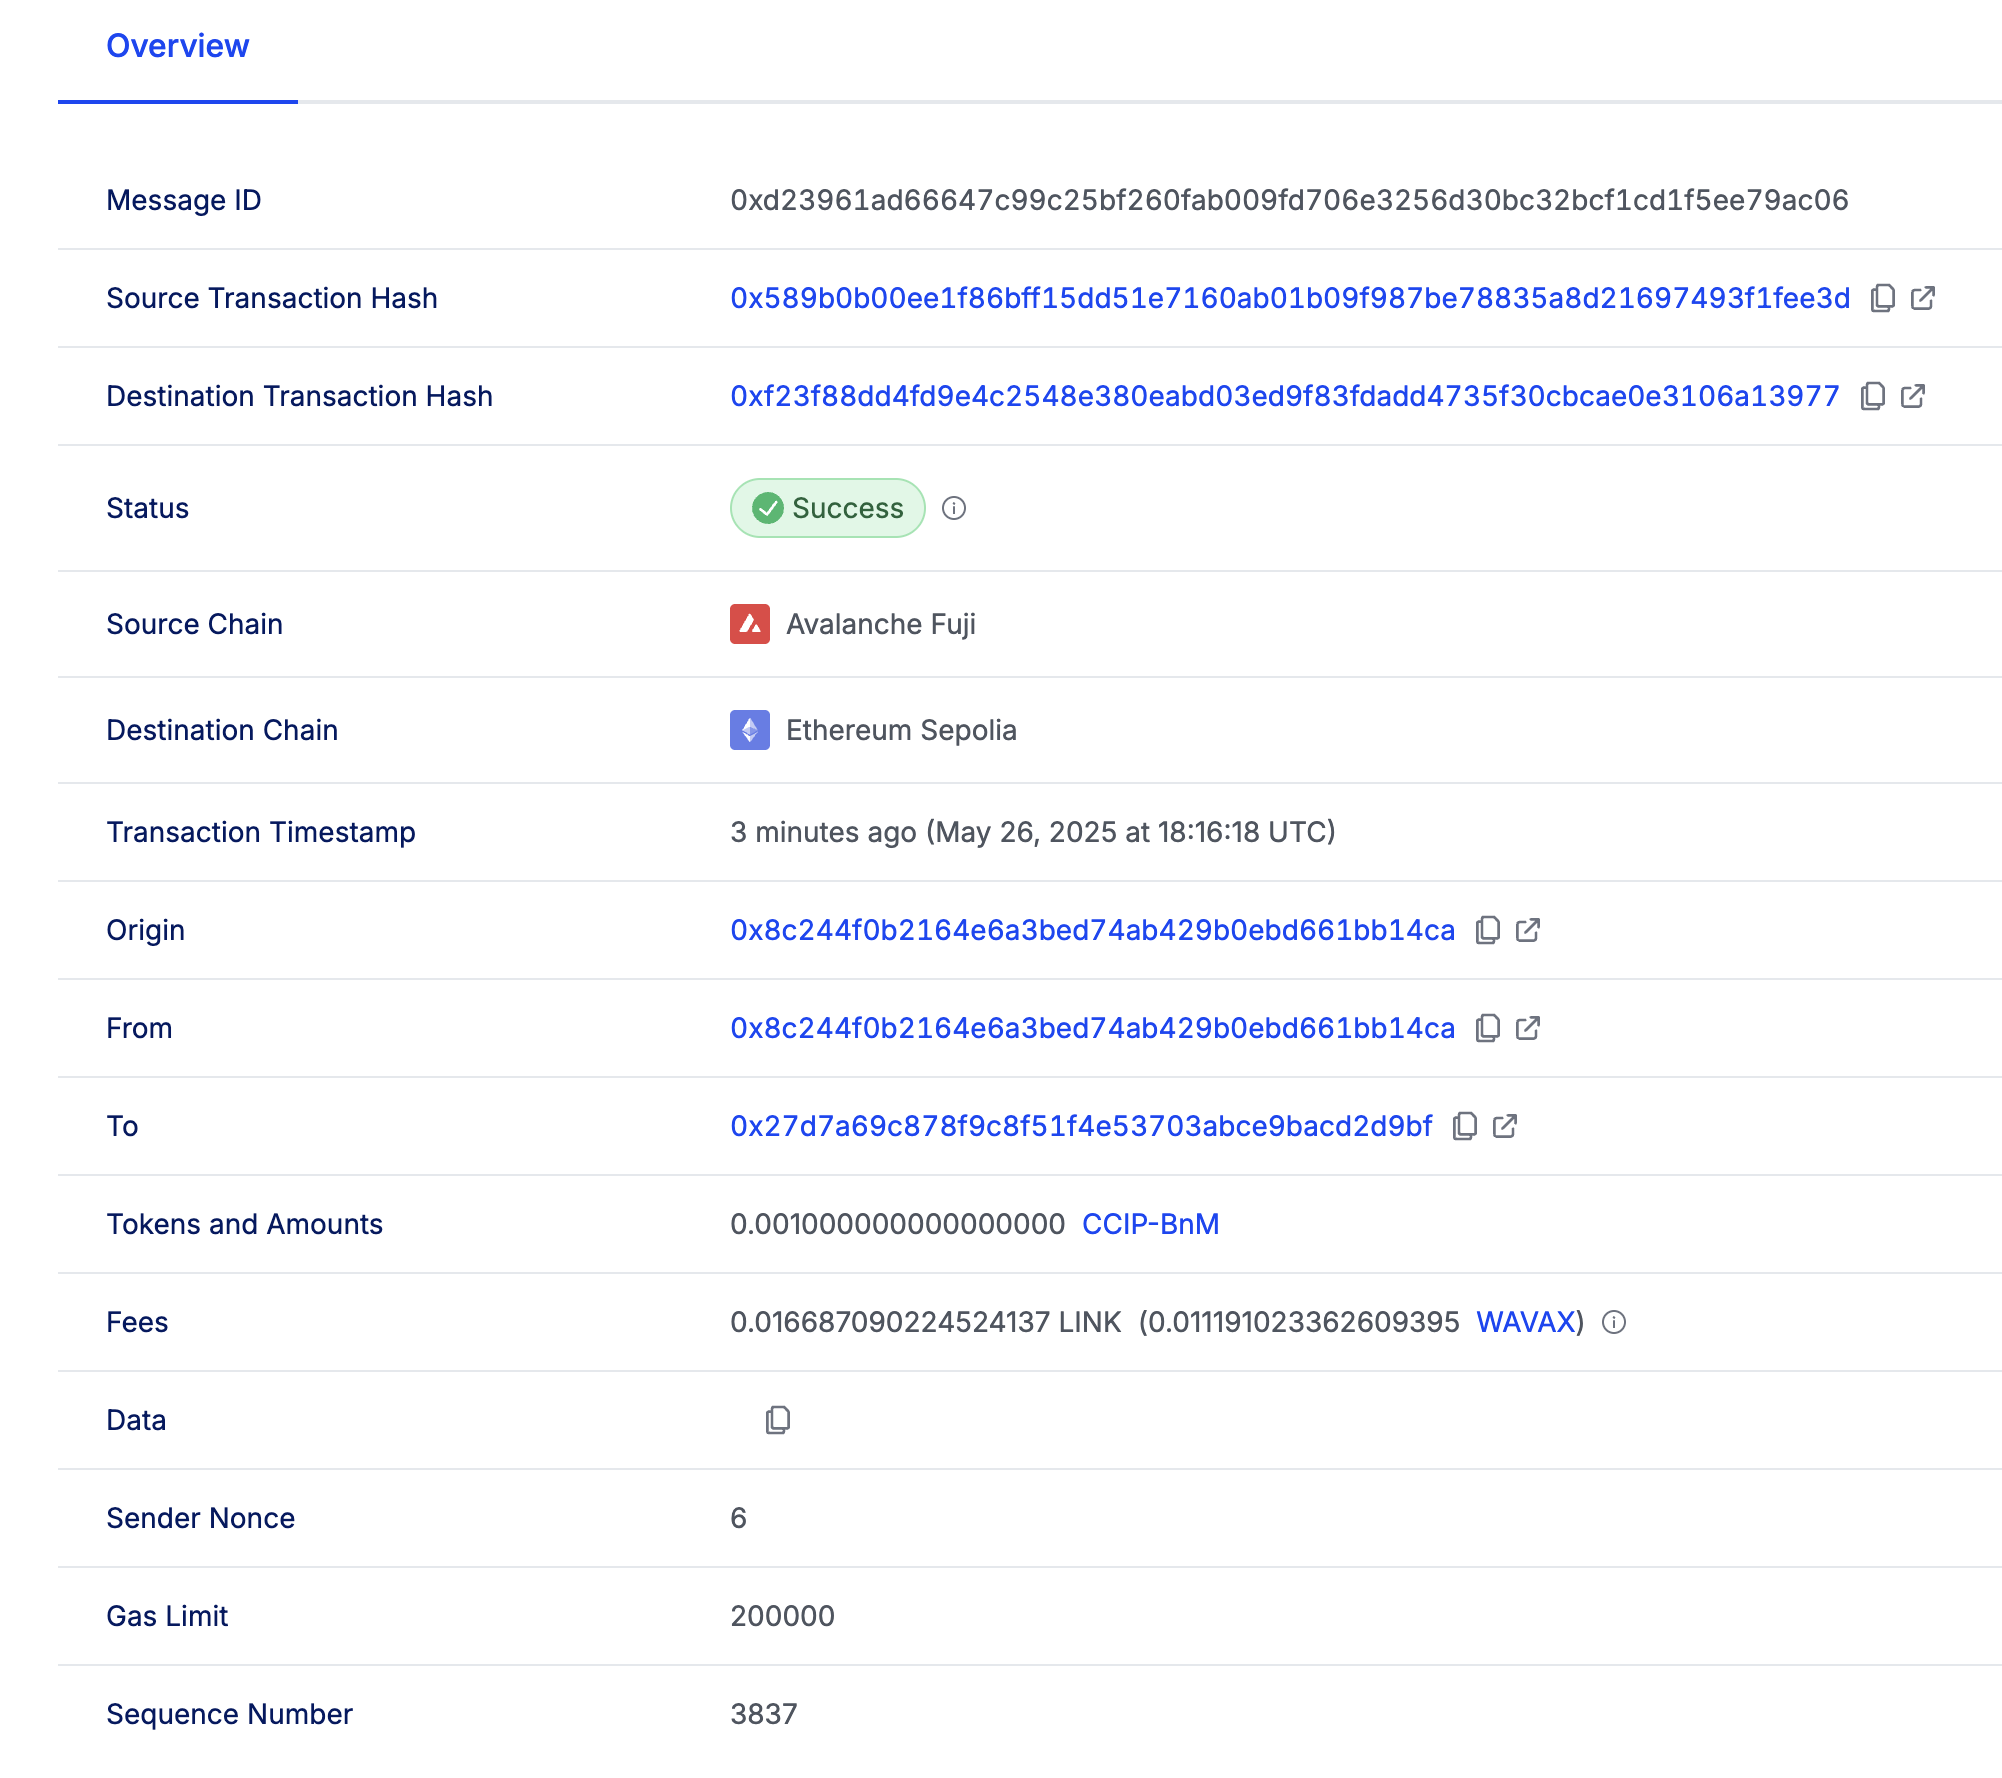 Overview
Message ID 0xd23961ad66647c99c25bf260fab009fd706e3256d30bc32bcf1cd1f5ee79ac06
Source Transaction Hash 0x589b0b00ee1f86bff15dd51e7160ab01b09f987be78835a8d21697493f1fee3d
Destination Transaction Hash 0xf23f88dd4fd9e4c2548e380eabd03ed9f83fdadd4735f30cbcae0e3106a13977
Status Success
Source Chain Avalanche Fuji
Destination Chain Ethereum Sepolia
Transaction Timestamp 3 minutes ago (May 26, 2025 at 18:16:18 UTC)
Origin 0x8c244f0b2164e6a3bed74ab429b0ebd661bb14ca
From 0x8c244f0b2164e6a3bed74ab429b0ebd661bb14ca
To 0x27d7a69c878f9c8f51f4e53703abce9bacd2d9bf
Tokens and Amounts 0.001000000000000000 CCIP-BnM
Fees 0.016687090224524137 LINK (0.011191023362609395 WAVAX)
Data
Sender Nonce 6
Gas Limit 200000
Sequence Number 3837